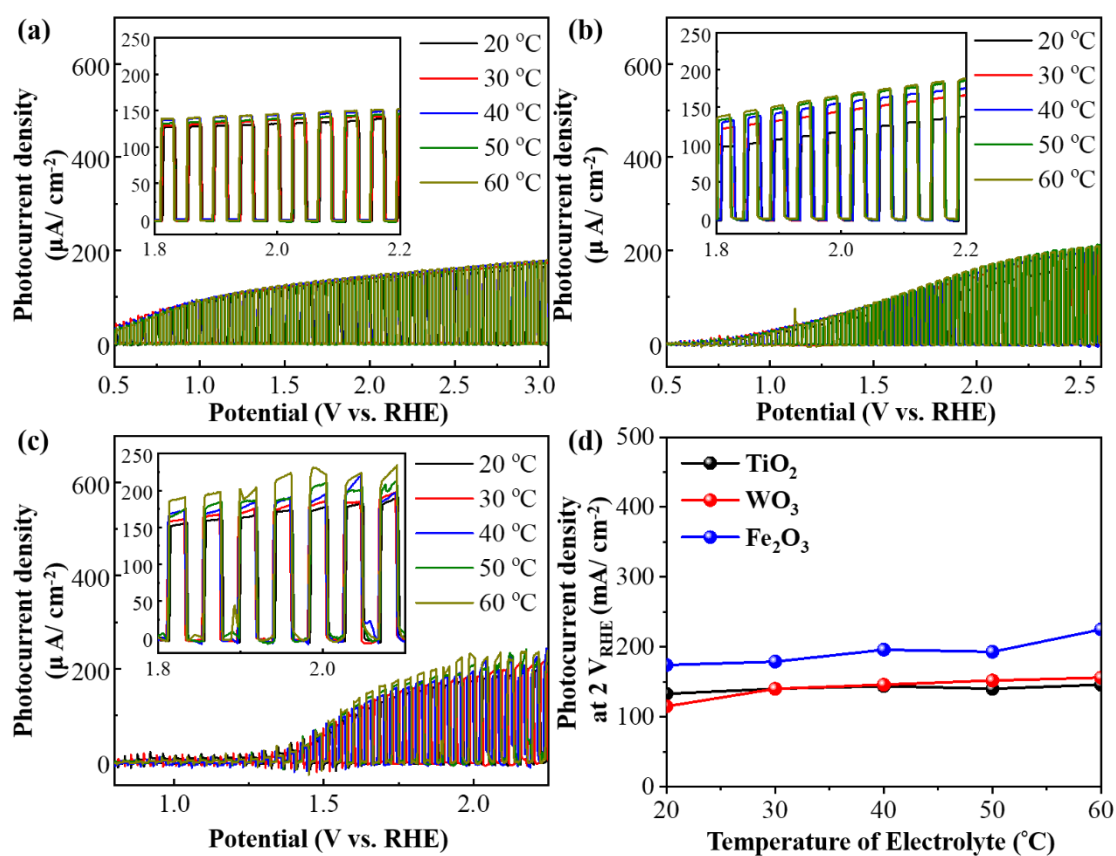 (a)
Photocurrent density
(μA/ cm⁻²)
600
400
200
0
250
200
150
100
50
0
1.8
2.0
2.2
20 °C
30 °C
40 °C
50 °C
60 °C
0.5
1.0
1.5
2.0
2.5
3.0
Potential (V vs. RHE)
(b)
Photocurrent density
(μ A/ cm⁻²)
600
400
200
0
250
200
150
100
50
0
1.8
2.0
2.2
20 °C
30 °C
40 °C
50 °C
60 °C
0.5
1.0
1.5
2.0
2.5
Potential (V vs. RHE)
(c)
Photocurrent density
(μ A/ cm⁻²)
600
400
200
0
250
200
150
100
50
0
1.8
2.0
20 °C
30 °C
40 °C
50 °C
60 °C
1.0
1.5
2.0
Potential (V vs. RHE)
(d)
Photocurrent density
at 2 V_RHE (mA/ cm⁻²)
500
400
300
200
100
0
TiO₂
WO₃
Fe₂O₃
20
30
40
50
60
Temperature of Electrolyte (°C)